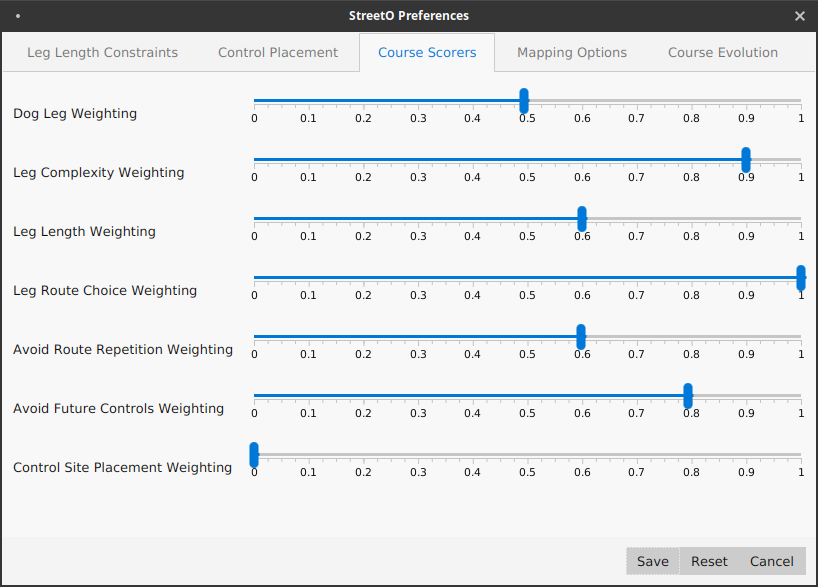 StreetO Preferences
Leg Length Constraints Control Placement Course Scorers Mapping Options Course Evolution
Dog Leg Weighting
0 0.1 0.2 0.3 0.4 0.5 0.6 0.7 0.8 0.9 1
Leg Complexity Weighting
0 0.1 0.2 0.3 0.4 0.5 0.6 0.7 0.8 0.9 1
Leg Length Weighting
0 0.1 0.2 0.3 0.4 0.5 0.6 0.7 0.8 0.9 1
Leg Route Choice Weighting
0 0.1 0.2 0.3 0.4 0.5 0.6 0.7 0.8 0.9 1
Avoid Route Repetition Weighting
0 0.1 0.2 0.3 0.4 0.5 0.6 0.7 0.8 0.9 1
Avoid Future Controls Weighting
0 0.1 0.2 0.3 0.4 0.5 0.6 0.7 0.8 0.9 1
Control Site Placement Weighting
0 0.1 0.2 0.3 0.4 0.5 0.6 0.7 0.8 0.9 1
Save Reset Cancel